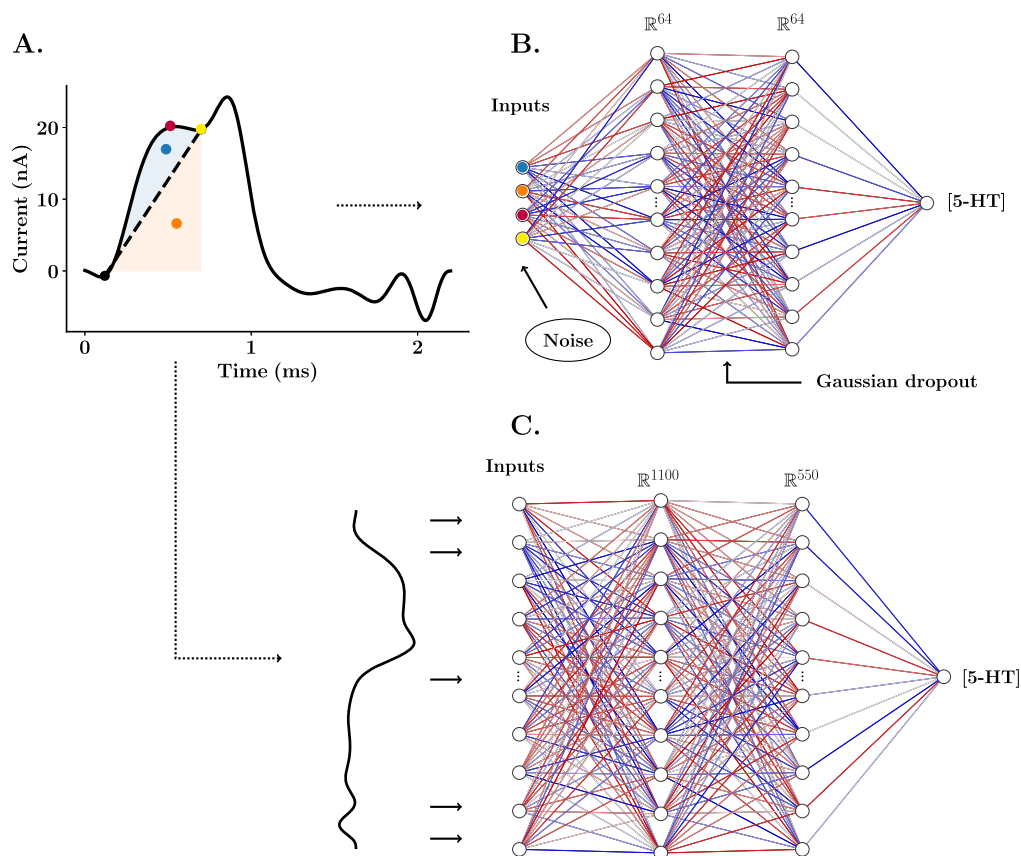 A.
20
10
0
Current (nA)
0
1
2
Time (ms)
B.
ℝ^64
ℝ^64
Inputs
[5-HT]
Noise
Gaussian dropout
C.
Inputs
ℝ^1100
ℝ^550
[5-HT]